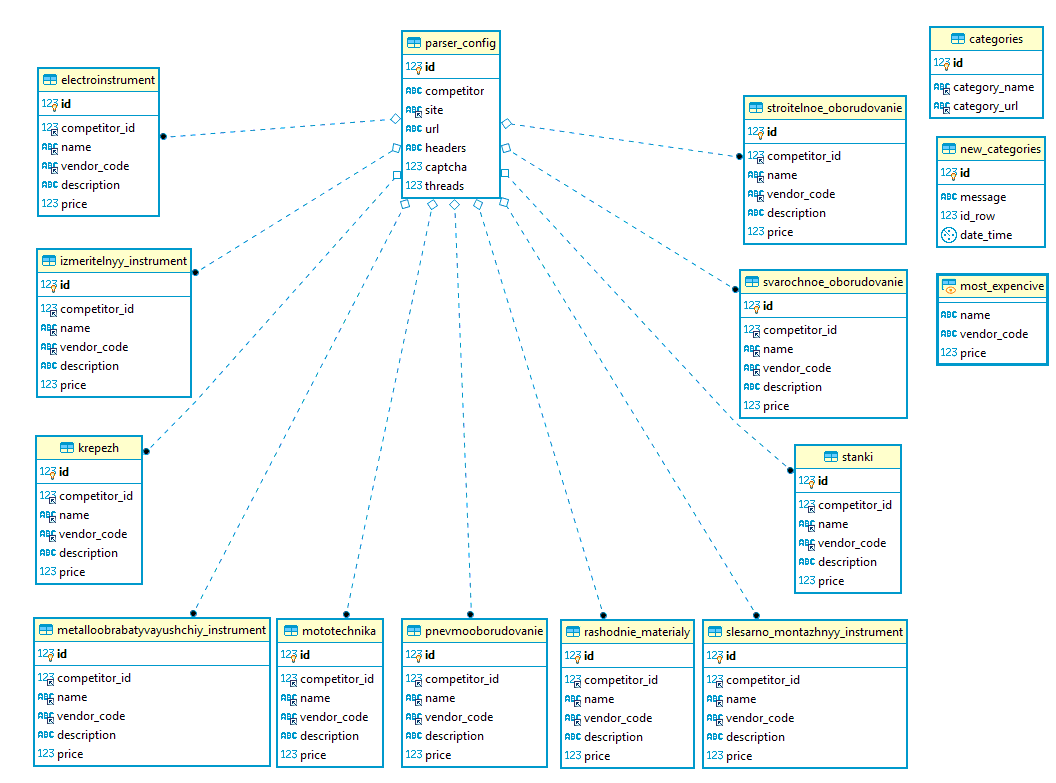 parser_config
123 id
ABC competitor
ABC site
ABC url
ABC headers
123 captcha
123 threads
electroinstrument
123 id
123 competitor_id
ABC name
ABC vendor_code
ABC description
123 price
izmeritelnyy_instrument
123 id
123 competitor_id
ABC name
ABC vendor_code
ABC description
123 price
krepezh
123 id
123 competitor_id
ABC name
ABC vendor_code
ABC description
123 price
metalloobrabatyvayushchiy_instrument
123 id
123 competitor_id
ABC name
ABC vendor_code
ABC description
123 price
mototechnika
123 id
123 competitor_id
ABC name
ABC vendor_code
ABC description
123 price
pnevmooborudovanie
123 id
123 competitor_id
ABC name
ABC vendor_code
ABC description
123 price
rashodnie_materialy
123 id
123 competitor_id
ABC name
ABC vendor_code
ABC description
123 price
slesarno_montazhnyy_instrument
123 id
123 competitor_id
ABC name
ABC vendor_code
ABC description
123 price
stroitelnoe_oborudovanie
123 id
123 competitor_id
ABC name
ABC vendor_code
ABC description
123 price
svarochnoe_oborudovanie
123 id
123 competitor_id
ABC name
ABC vendor_code
ABC description
123 price
stanki
123 id
123 competitor_id
ABC name
ABC vendor_code
ABC description
123 price
categories
123 id
ABC category_name
ABC category_url
new_categories
123 id
ABC message
123 id_row
date_time
most_expencive
ABC name
ABC vendor_code
123 price